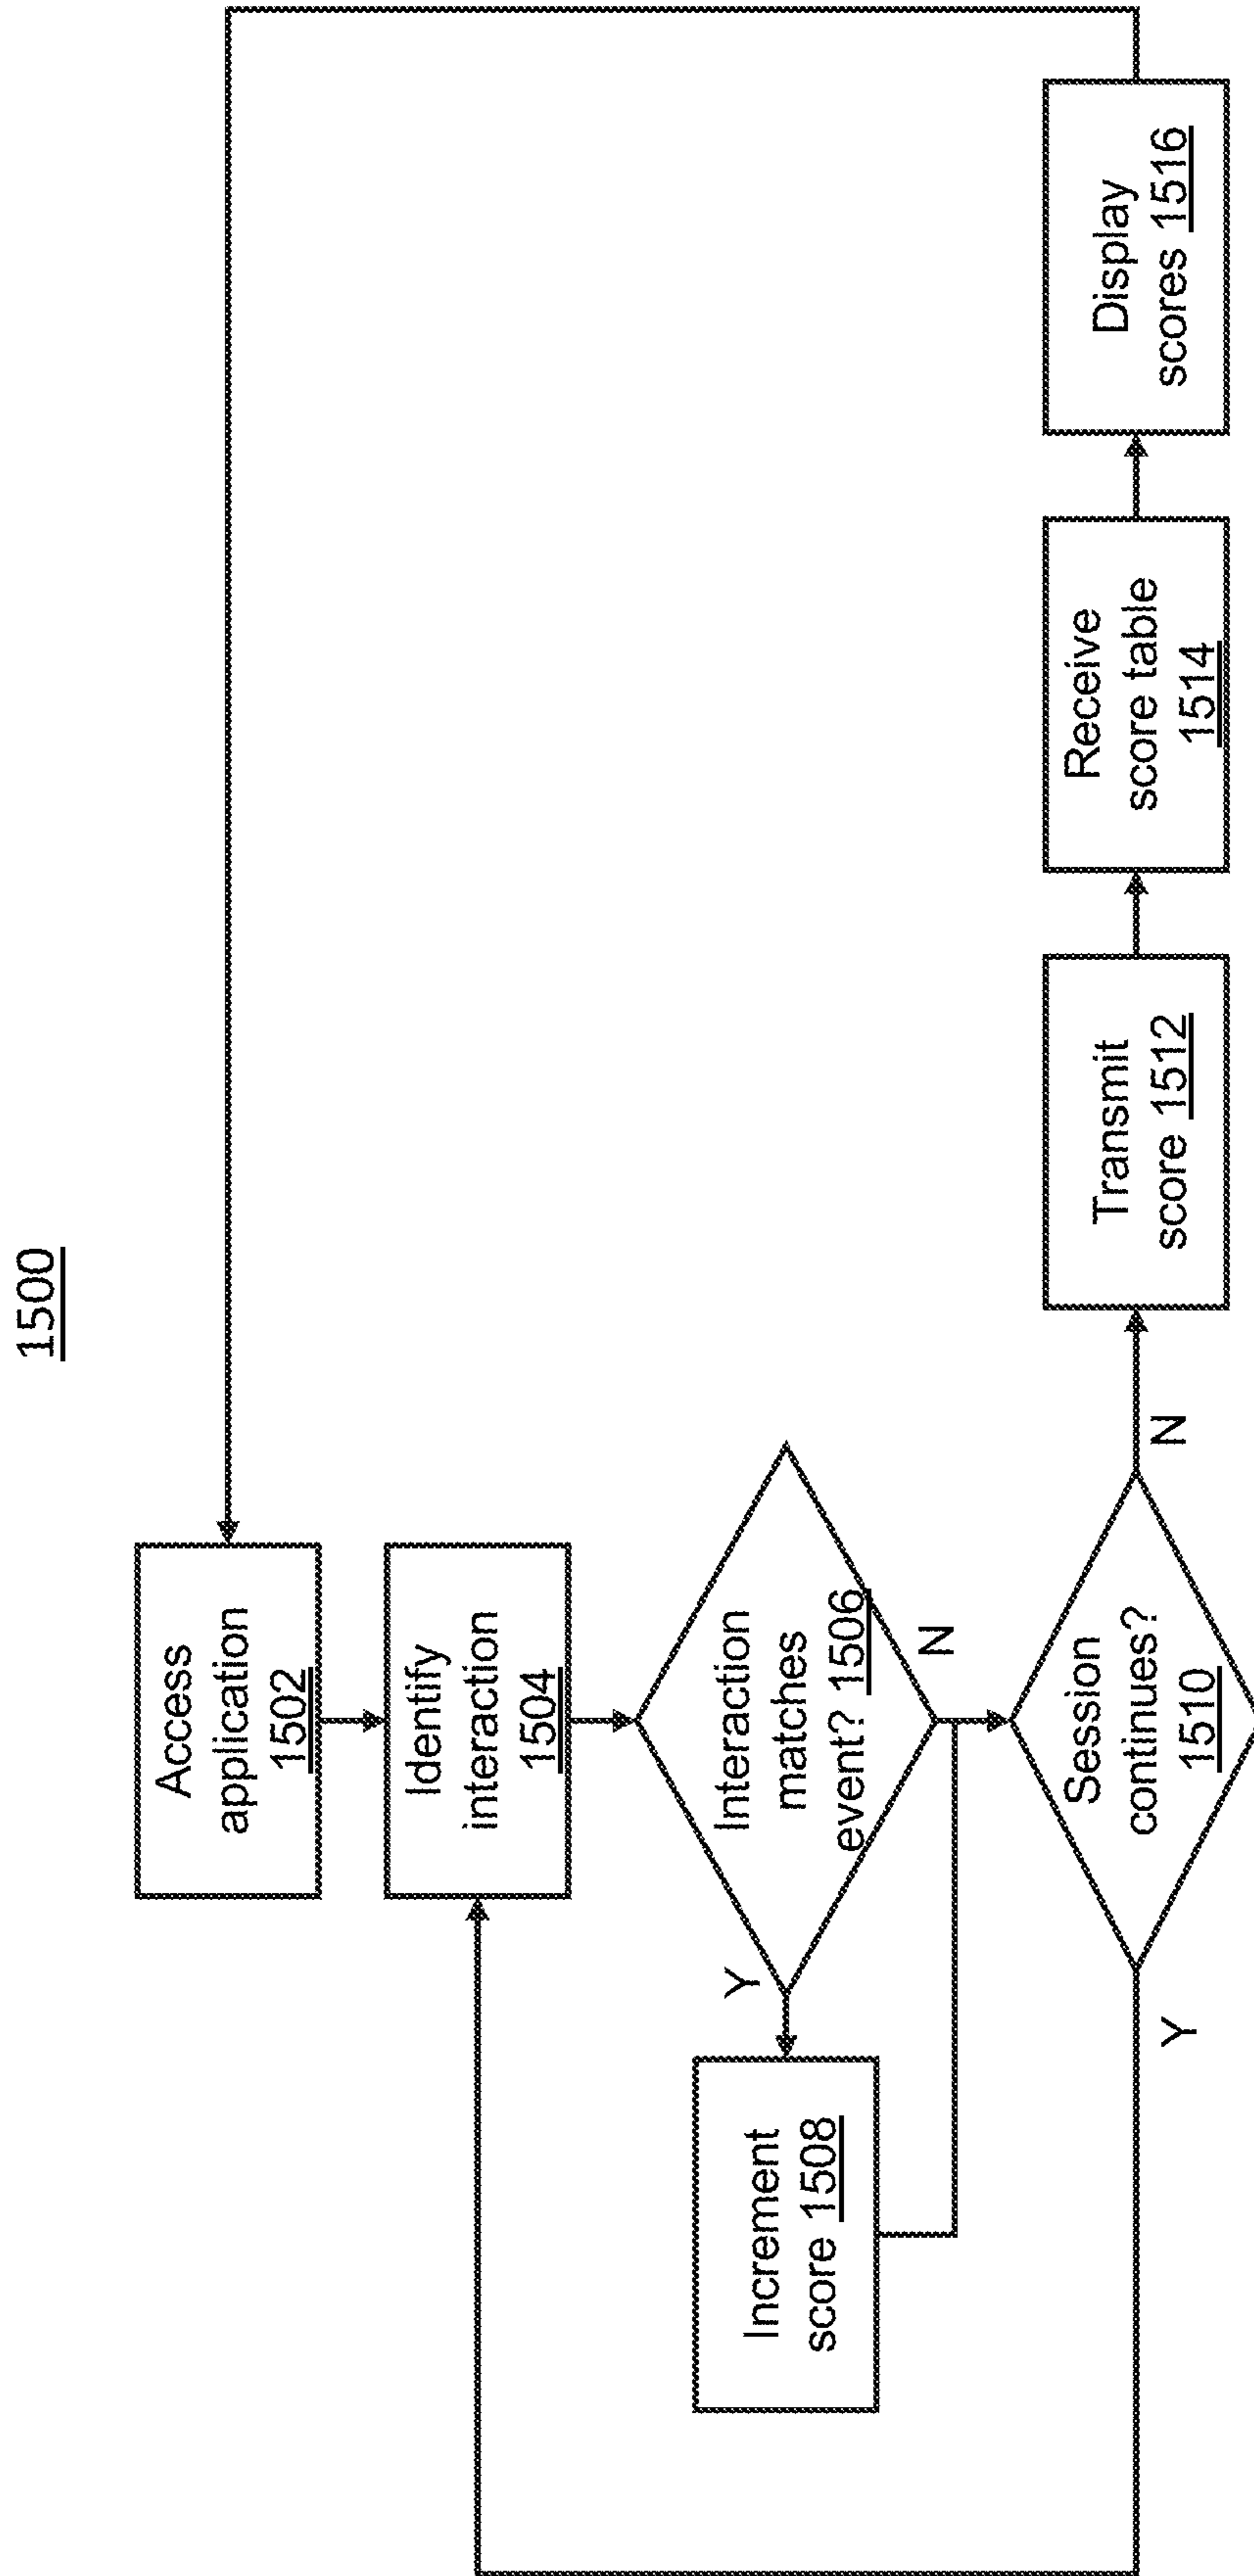 1500
Access
application
1502
Identify
interaction
1504
Interaction
matches
event? 1506
Y
N
Increment
score 1508
Session
continues?
1510
Y
N
Transmit
score 1512
Receive
score table
1514
Display
scores 1516